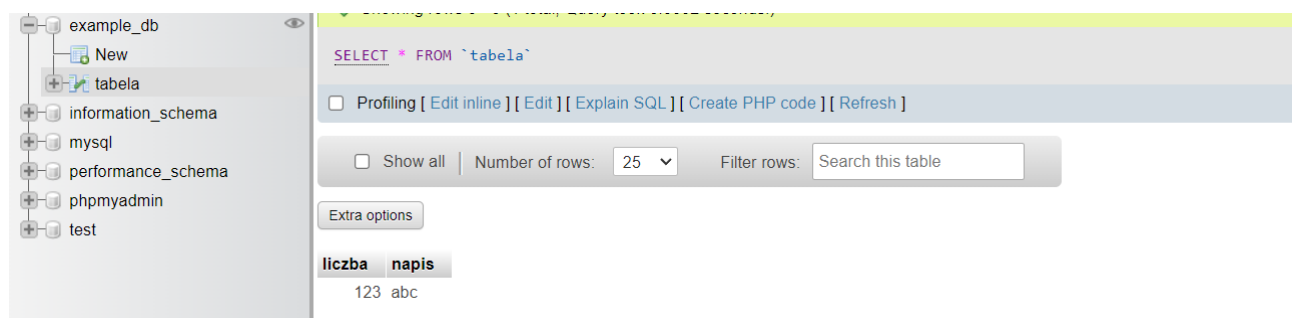 example_db
New
tabela
information_schema
mysql
performance_schema
phpmyadmin
test
SELECT * FROM `tabela`
Profiling [ Edit inline ] [ Edit ] [ Explain SQL ] [ Create PHP code ] [ Refresh ]
Show all | Number of rows: 25 Filter rows: Search this table
Extra options
liczba napis
123 abc